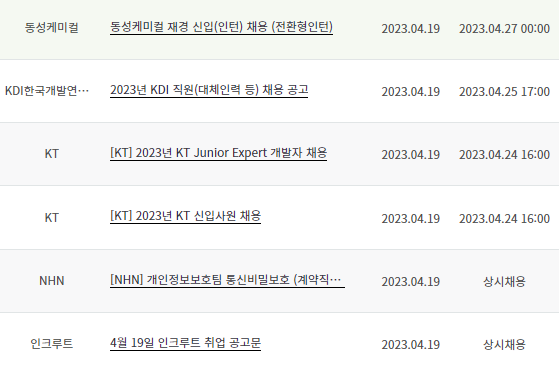 동성케미컬 동성케미컬 재경 신입(인턴) 채용 (전환형인턴) 2023.04.19 2023.04.27 00:00
KDI한국개발연… 2023년 KDI 직원(대체인력 등) 채용 공고 2023.04.19 2023.04.25 17:00
KT [KT] 2023년 KT Junior Expert 개발자 채용 2023.04.19 2023.04.24 16:00
KT [KT] 2023년 KT 신입사원 채용 2023.04.19 2023.04.24 16:00
NHN [NHN] 개인정보보호팀 통신비밀보호 (계약직… 2023.04.19 상시채용
인크루트 4월 19일 인크루트 취업 공고문 2023.04.19 상시채용